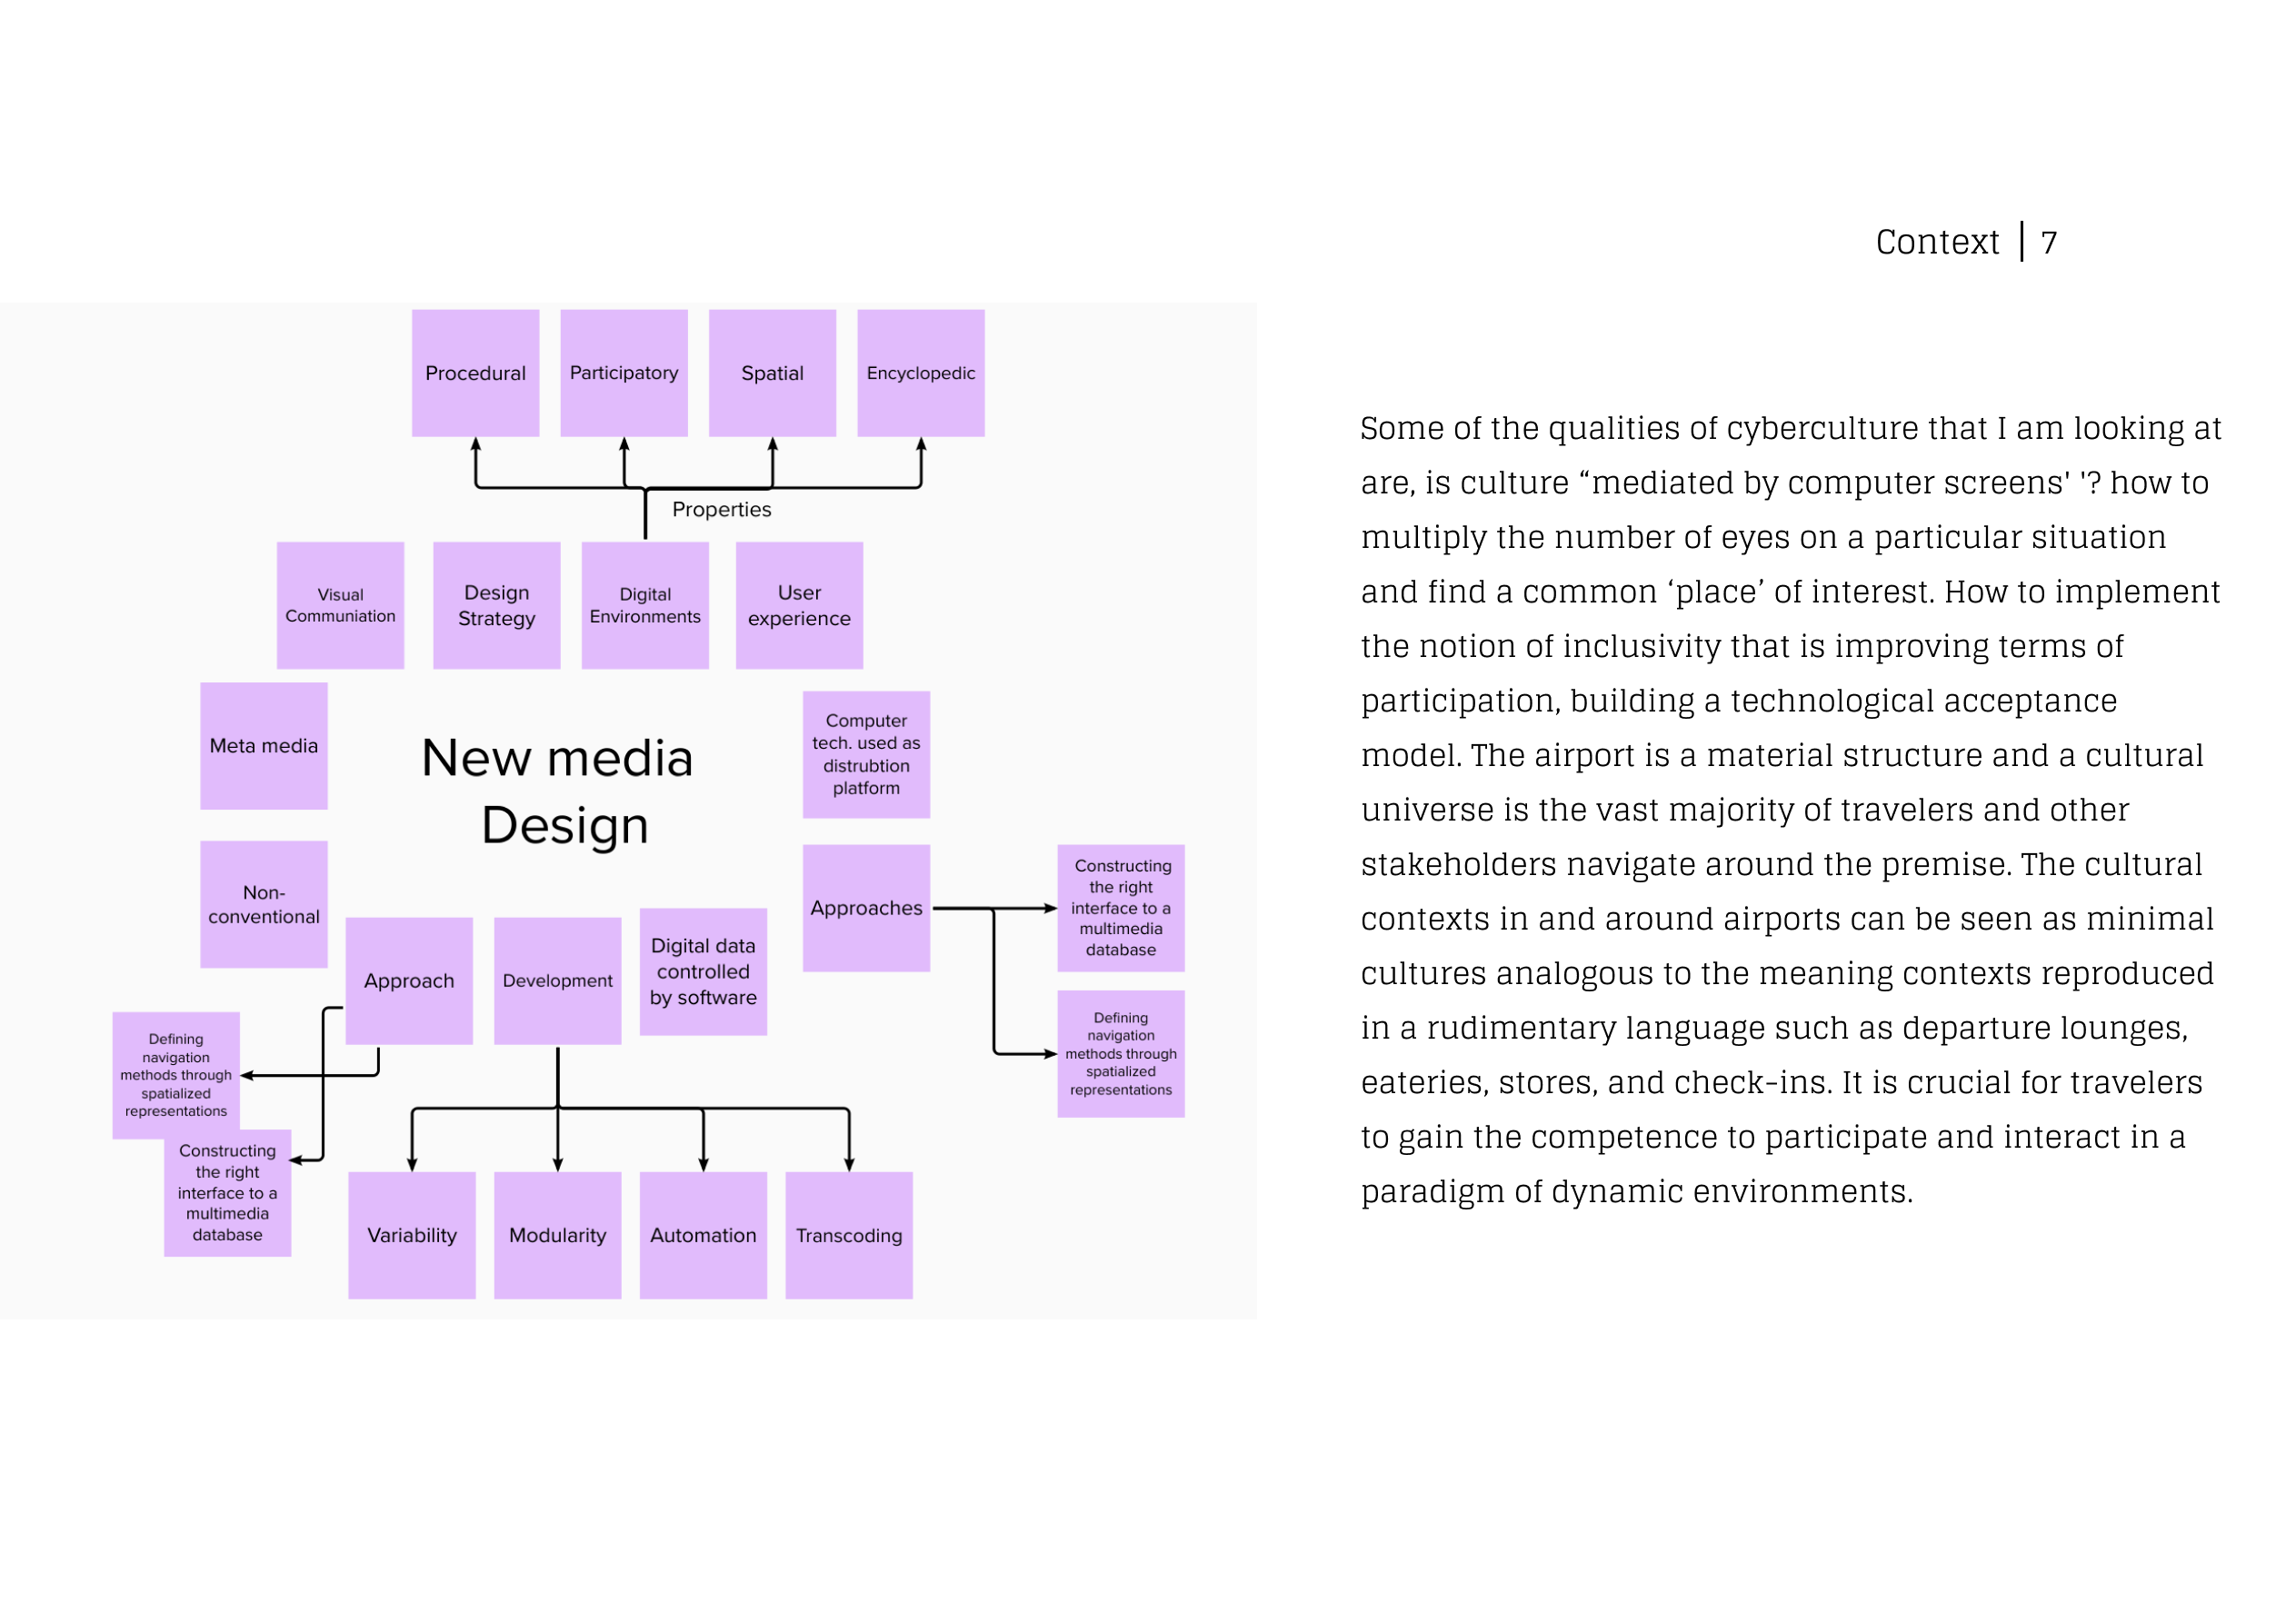 Context | 7
Procedural
Participatory
Spatial
Encyclopedic
Properties
Visual
Communiation
Design
Strategy
Digital
Environments
User
experience
Meta media
New media
Design
Computer
tech. used as
distrubtion
platform
Non-
conventional
Approaches
Constructing
the right
interface to a
multimedia
database
Approach
Development
Digital data
controlled
by software
Defining
navigation
methods through
spatialized
representations
Defining
navigation
methods through
spatialized
representations
Constructing
the right
interface to a
multimedia
database
Variability
Modularity
Automation
Transcoding
Some of the qualities of cyberculture that I am looking at
are, is culture “mediated by computer screens' '? how to
multiply the number of eyes on a particular situation
and find a common ‘place’ of interest. How to implement
the notion of inclusivity that is improving terms of
participation, building a technological acceptance
model. The airport is a material structure and a cultural
universe is the vast majority of travelers and other
stakeholders navigate around the premise. The cultural
contexts in and around airports can be seen as minimal
cultures analogous to the meaning contexts reproduced
in a rudimentary language such as departure lounges,
eateries, stores, and check-ins. It is crucial for travelers
to gain the competence to participate and interact in a
paradigm of dynamic environments.